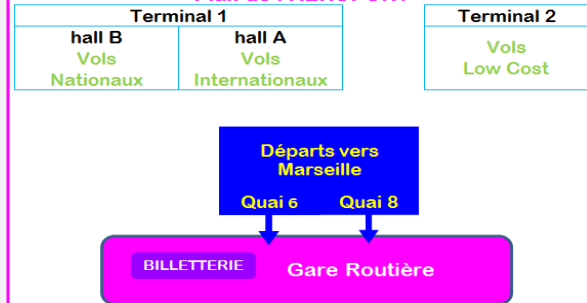 Terminal 1
hall B
Vols
Nationaux
hall A
Vols
Internationaux
Terminal 2
Vols
Low Cost
Départs vers
Marseille
Quai 6 Quai 8
BILLETTERIE
Gare Routière